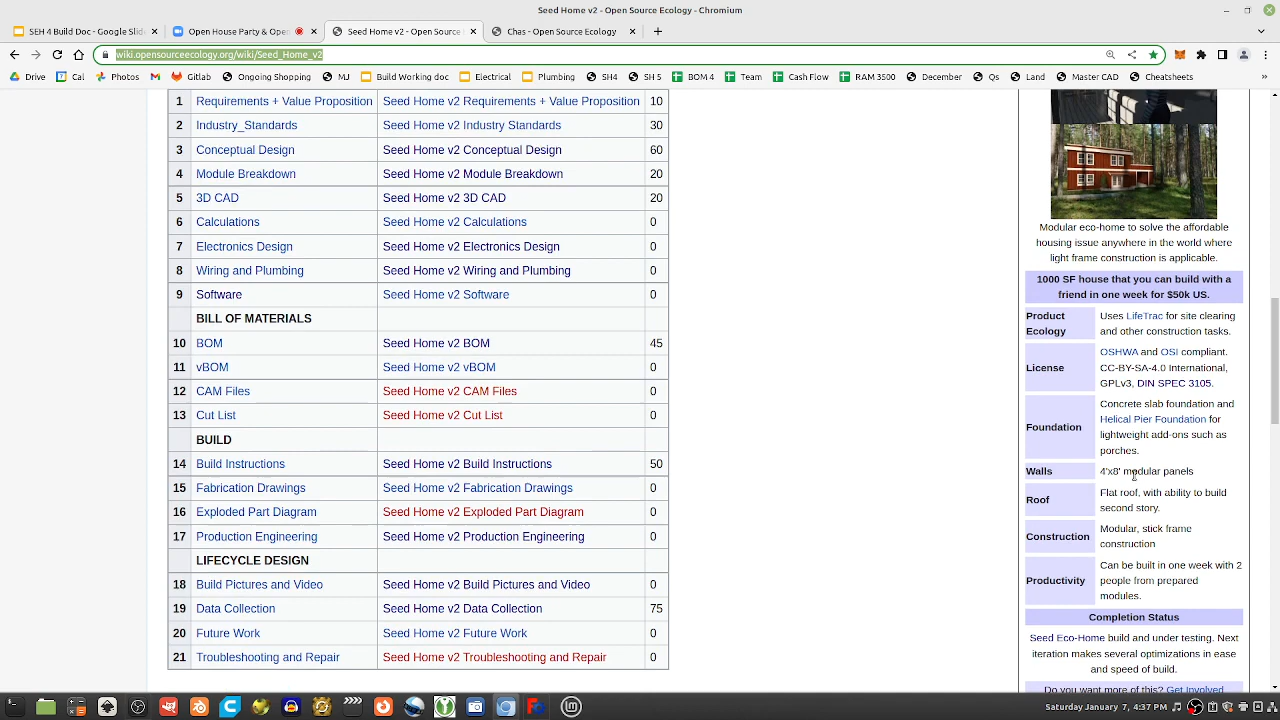 Seed Home v2 - Open Source Ecology - Chromium
SEH 4 Build Doc - Google Slid
Open House Party & Open
Seed Home v2 - Open Source
Chas - Open Source Ecology
wiki.opensourceecology.org/wiki/Seed_Home_v2
Drive Cal Photos Gitlab Ongoing Shopping MJ Build Working doc Electrical Plumbing SH4 SH 5 BOM 4 Team Cash Flow RAM 3500 December Qs Land Master CAD Cheatsheets »
1 Requirements + Value Proposition Seed Home v2 Requirements + Value Proposition 10
2 Industry_Standards Seed Home v2 Industry Standards 30
3 Conceptual Design Seed Home v2 Conceptual Design 60
4 Module Breakdown Seed Home v2 Module Breakdown 20
5 3D CAD Seed Home v2 3D CAD 20
6 Calculations Seed Home v2 Calculations 0
7 Electronics Design Seed Home v2 Electronics Design 0
8 Wiring and Plumbing Seed Home v2 Wiring and Plumbing 0
9 Software Seed Home v2 Software 0
BILL OF MATERIALS
10 BOM Seed Home v2 BOM 45
11 vBOM Seed Home v2 vBOM 0
12 CAM Files Seed Home v2 CAM Files 0
13 Cut List Seed Home v2 Cut List 0
BUILD
14 Build Instructions Seed Home v2 Build Instructions 50
15 Fabrication Drawings Seed Home v2 Fabrication Drawings 0
16 Exploded Part Diagram Seed Home v2 Exploded Part Diagram 0
17 Production Engineering Seed Home v2 Production Engineering 0
LIFECYCLE DESIGN
18 Build Pictures and Video Seed Home v2 Build Pictures and Video 0
19 Data Collection Seed Home v2 Data Collection 75
20 Future Work Seed Home v2 Future Work 0
21 Troubleshooting and Repair Seed Home v2 Troubleshooting and Repair 0
Modular eco-home to solve the affordable
housing issue anywhere in the world where
light frame construction is applicable.
1000 SF house that you can build with a
friend in one week for $50k US.
Product Ecology
Uses LifeTrac for site clearing
and other construction tasks.
License
OSHWA and OSI compliant.
CC-BY-SA-4.0 International,
GPLv3, DIN SPEC 3105.
Foundation
Concrete slab foundation and
Helical Pier Foundation for
lightweight add-ons such as
porches.
Walls 4'x8' modular panels
Roof
Flat roof, with ability to build
second story.
Construction
Modular, stick frame
construction
Productivity
Can be built in one week with 2
people from prepared
modules.
Completion Status
Seed Eco-Home build and under testing. Next
iteration makes several optimizations in ease
and speed of build.
Do you want more of this? Get Involved
Saturday January 7, 4:37 PM